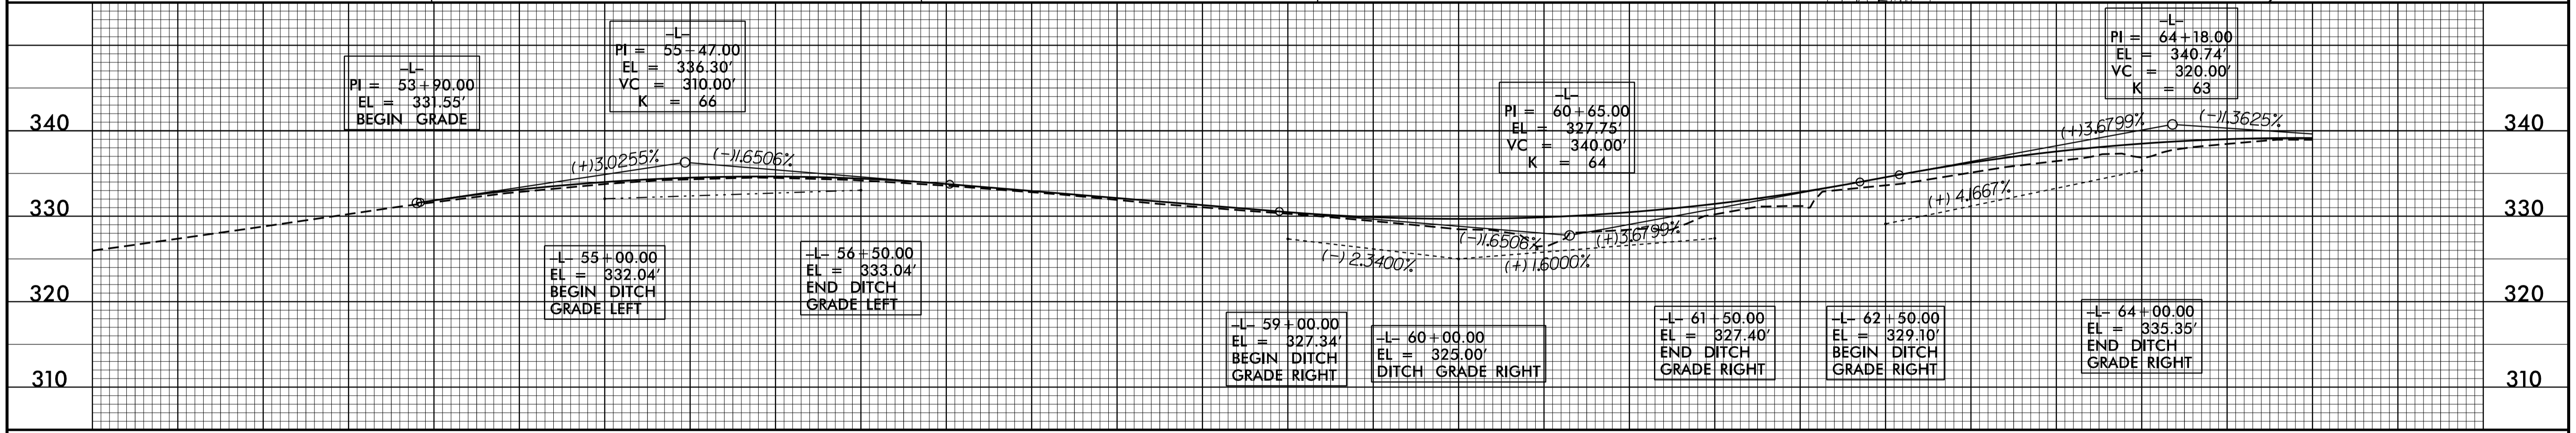 –L–
PI = 53+90.00
EL = 331.55'
BEGIN GRADE
–L–
PI = 55+47.00
EL = 336.30'
VC = 310.00'
K = 66
–L–
PI = 60+65.00
EL = 327.75'
VC = 340.00'
K = 64
–L–
PI = 64+18.00
EL = 340.74'
VC = 320.00'
K = 63
340
340
(+)3.0255%
(-)1.6506%
(+)3.6799%
(-)1.3625%
330
330
(-)1.6506%
(+)3.6799%
(+) 4.1667%
(-) 2.3400%
(+) 1.6000%
–L– 55+00.00
EL = 332.04'
BEGIN DITCH
GRADE LEFT
–L– 56+50.00
EL = 333.04'
END DITCH
GRADE LEFT
320
320
–L– 59+00.00
EL = 327.34'
BEGIN DITCH
GRADE RIGHT
–L– 60+00.00
EL = 325.00'
DITCH GRADE RIGHT
–L– 61+50.00
EL = 327.40'
END DITCH
GRADE RIGHT
–L– 62+50.00
EL = 329.10'
BEGIN DITCH
GRADE RIGHT
–L– 64+00.00
EL = 335.35'
END DITCH
GRADE RIGHT
310
310